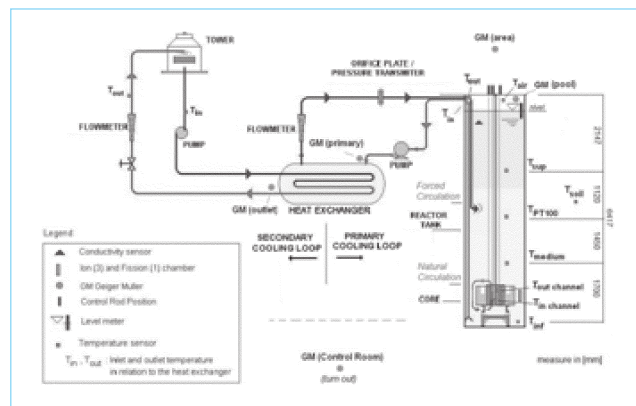 TOWER
Tout
Tin
FLOWMETER
PUMP
ORIFICE PLATE /
PRESSURE TRANSMITER
FLOWMETER
GM (primary)
PUMP
GM (outlet)
HEAT EXCHANGER
SECONDARY
COOLING LOOP
PRIMARY
COOLING LOOP
GM (area)
Tout
Tin
Tair
GM (pool)
level
2147
Tsup
1120
Tsoil
6417
Forced
Circulation
TPT100
REACTOR
TANK
1450
Tmedium
Natural
Circulation
Tout channel
1700
CORE
Tin channel
Tinf
measure in [mm]
GM (Control Room)
(turn out)
Legend:
Conductivity sensor
Ion (3) and Fission (1) chamber
GM Geiger Muller
Control Rod Position
Level meter
Temperature sensor
Tin - Tout : Inlet and outlet temperature
in relation to the heat exchanger